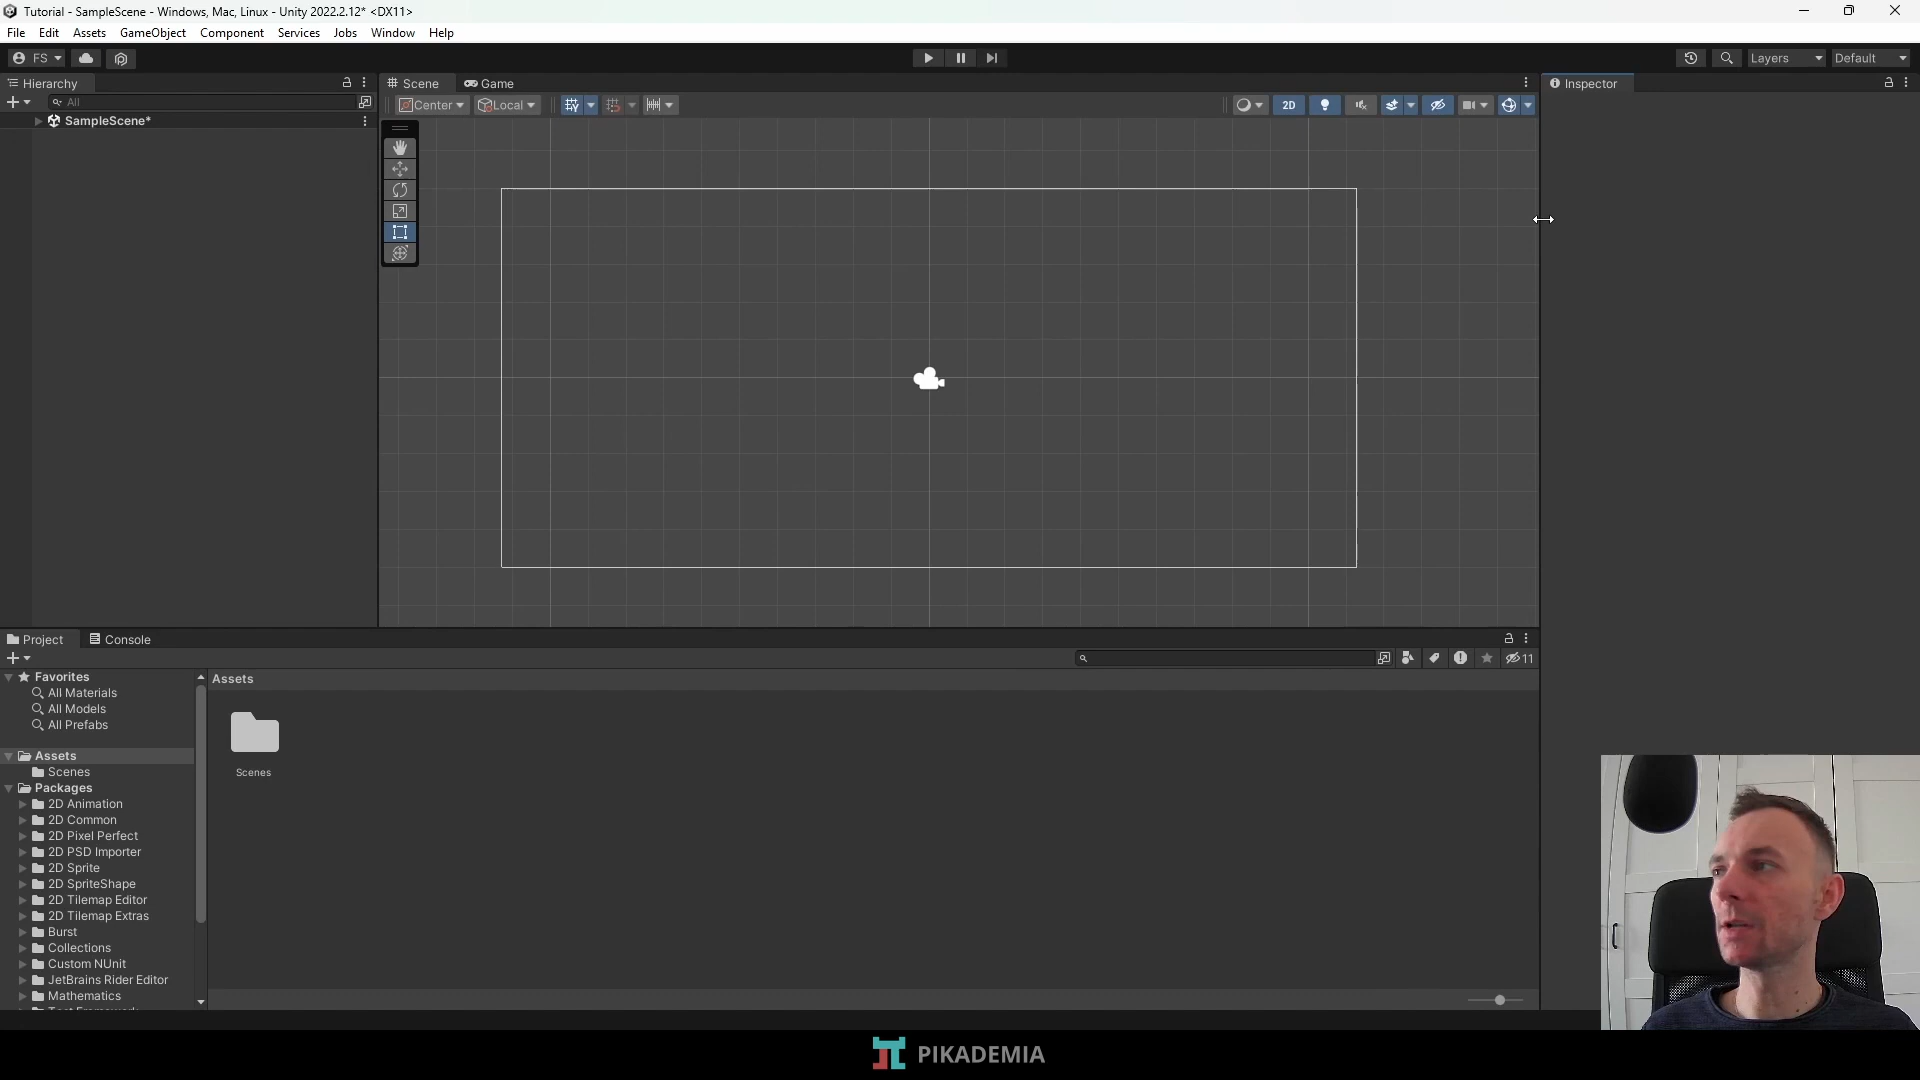 Tutorial - SampleScene - Windows, Mac, Linux - Unity 2022.2.12* <DX11>
File Edit Assets GameObject Component Services Jobs Window Help
FS
Layers
Default
Hierarchy
All
SampleScene*
Scene
Game
Center
Local
2D
Inspector
Project
Console
11
Favorites
All Materials
All Models
All Prefabs
Assets
Scenes
Packages
2D Animation
2D Common
2D Pixel Perfect
2D PSD Importer
2D Sprite
2D SpriteShape
2D Tilemap Editor
2D Tilemap Extras
Burst
Collections
Custom NUnit
JetBrains Rider Editor
Mathematics
Assets
Scenes
PIKADEMIA